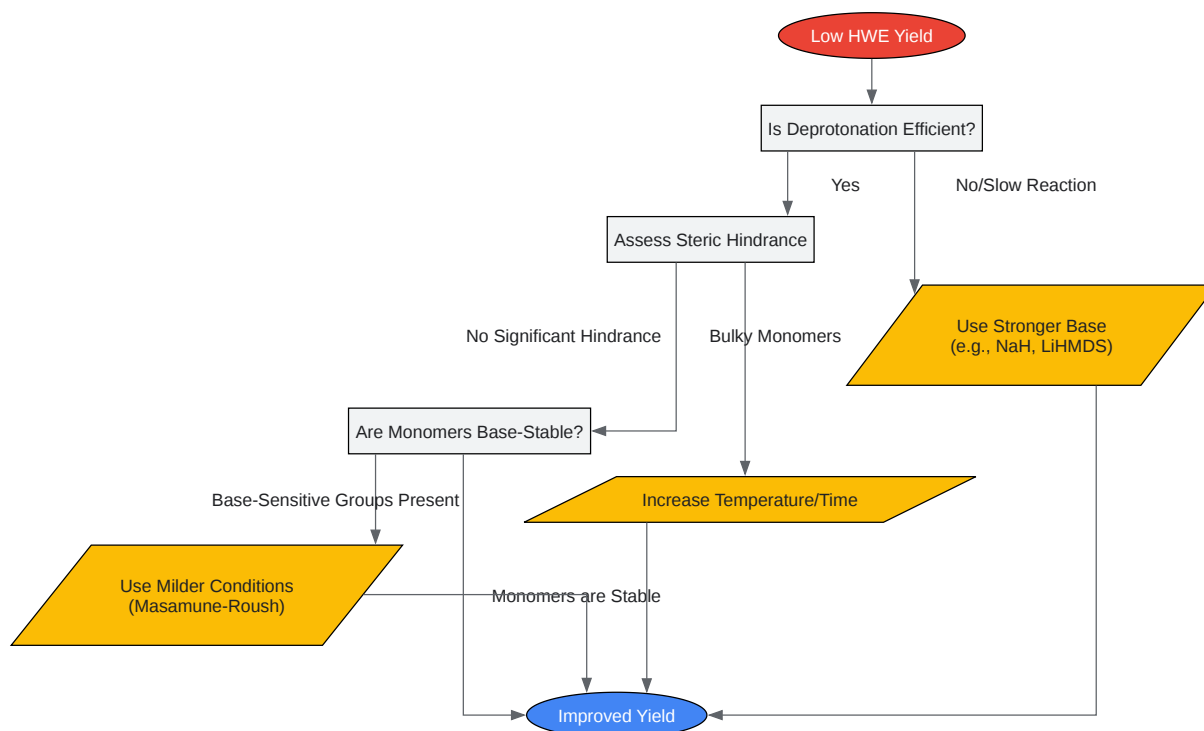 Low HWE Yield
Is Deprotonation Efficient?
Yes
No/Slow Reaction
Assess Steric Hindrance
No Significant Hindrance
Bulky Monomers
Use Stronger Base
(e.g., NaH, LiHMDS)
Are Monomers Base-Stable?
Base-Sensitive Groups Present
Increase Temperature/Time
Use Milder Conditions
(Masamune-Roush)
Monomers are Stable
Improved Yield